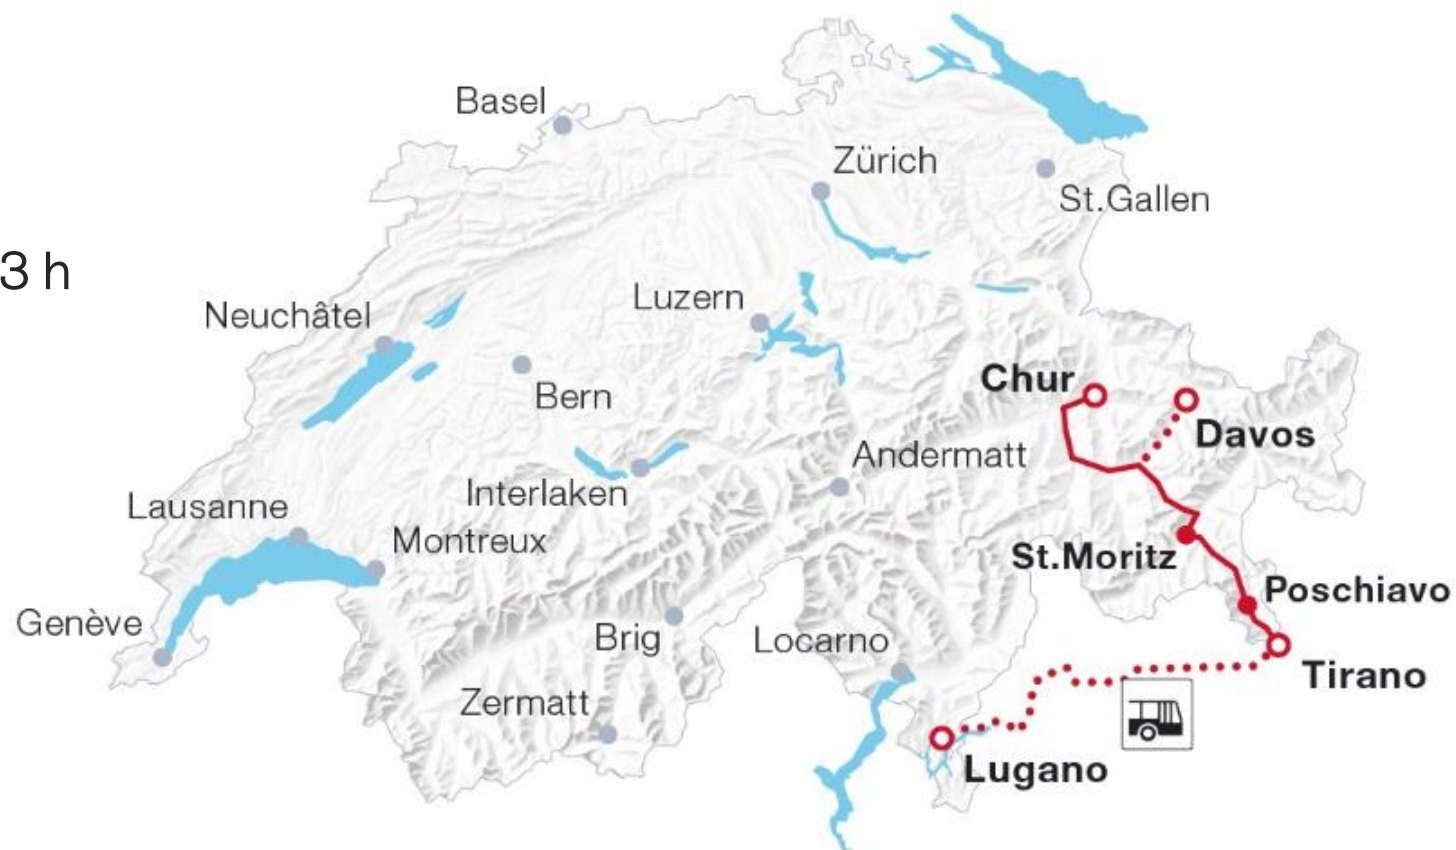 Basel
Zürich
St.Gallen
3 h
Luzern
Neuchâtel
Chur
Bern
Davos
Andermatt
Interlaken
Lausanne
Montreux
St.Moritz
Poschiavo
Genève
Brig
Locarno
Tirano
Zermatt
Lugano